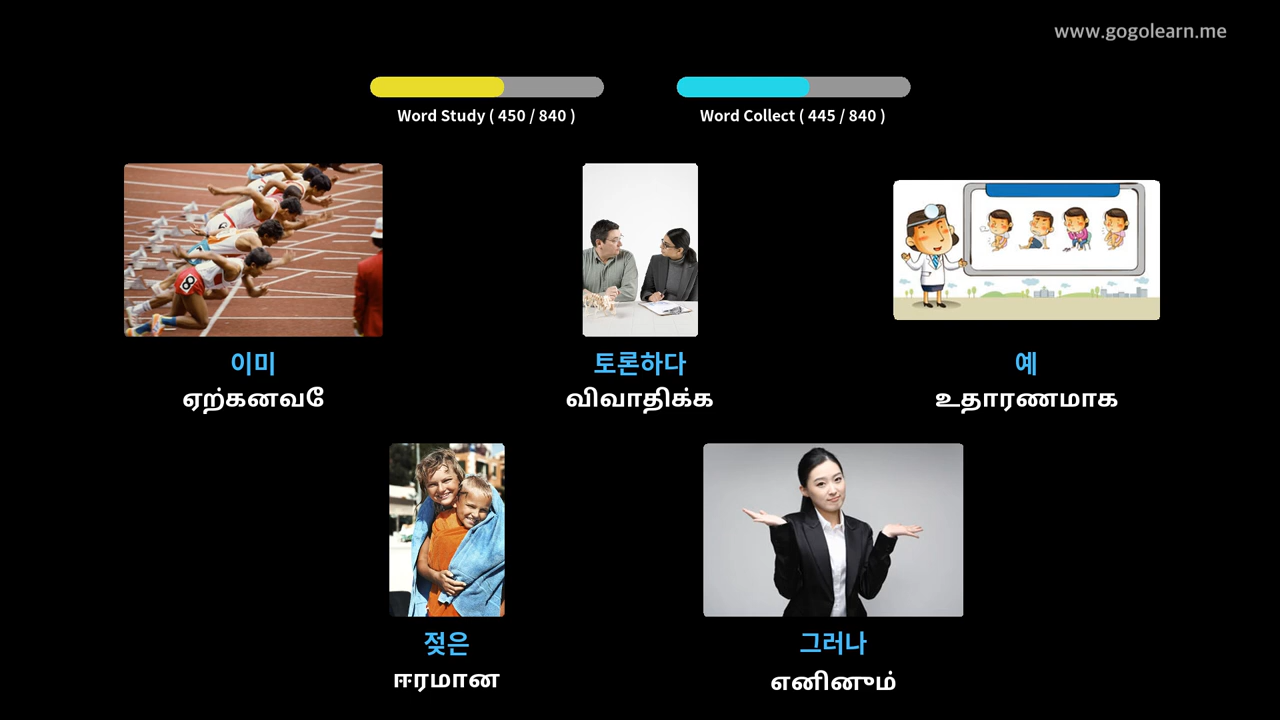 www.gogolearn.me
Word Study ( 450 / 840 )
Word Collect ( 445 / 840 )
8
이미
ஏற்கனவே
토론하다
விவாதிக்க
예
உதாரணமாக
젖은
ஈரமான
그러나
எனினும்